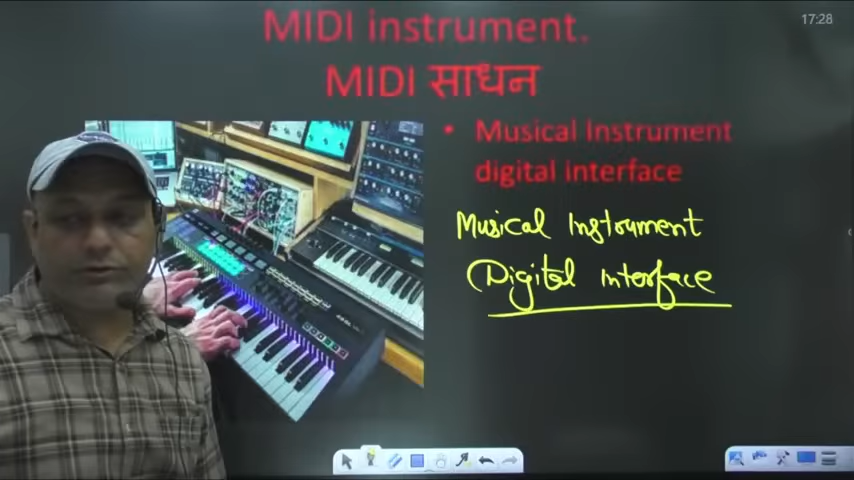 17:28
MIDI instrument.
MIDI साधन
• Musical Instrument
digital interface
Musical Instrument
Digital interface